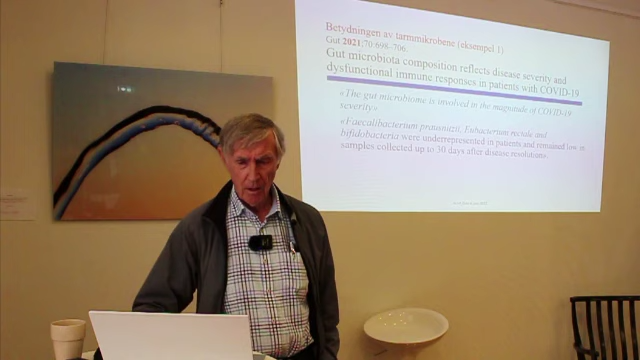 Betydningen av tarmmikrobene (eksempel 1)
Gut 2021;70:698–706.
Gut microbiota composition reflects disease severity and
dysfunctional immune responses in patients with COVID-19
«The gut microbiome is involved in the magnitude of COVID-19
severity»
«Faecalibacterium prausnitzii, Eubacterium rectale and
bifidobacteria were underrepresented in patients and remained low in
samples collected up to 30 days after disease resolution»